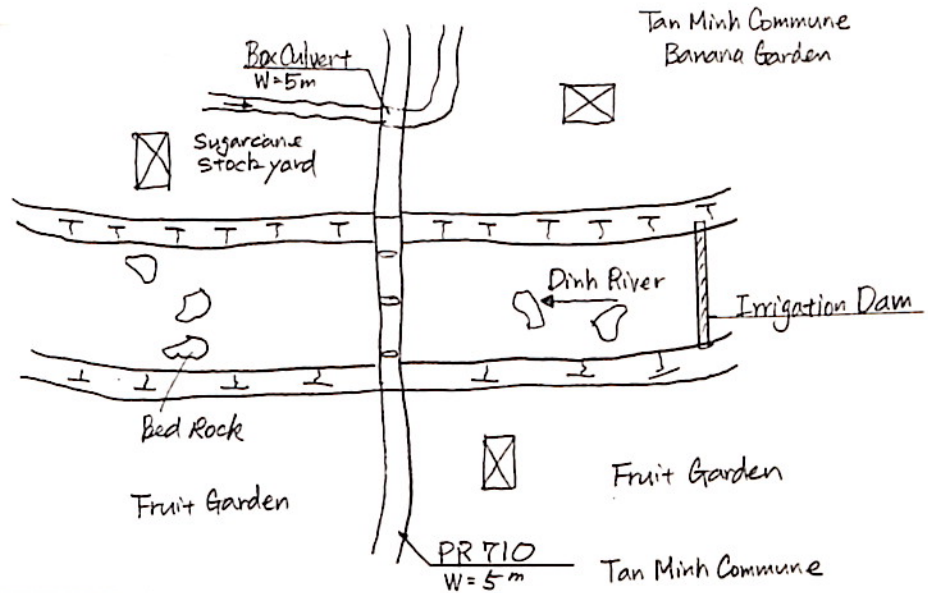 Tan Minh Commune
Banana Garden
Box Culvert
W=5m
Sugarcane
stock yard
Dinh River
Irrigation Dam
Bed Rock
Fruit Garden
Fruit Garden
PR 710
W=5m
Tan Minh Commune